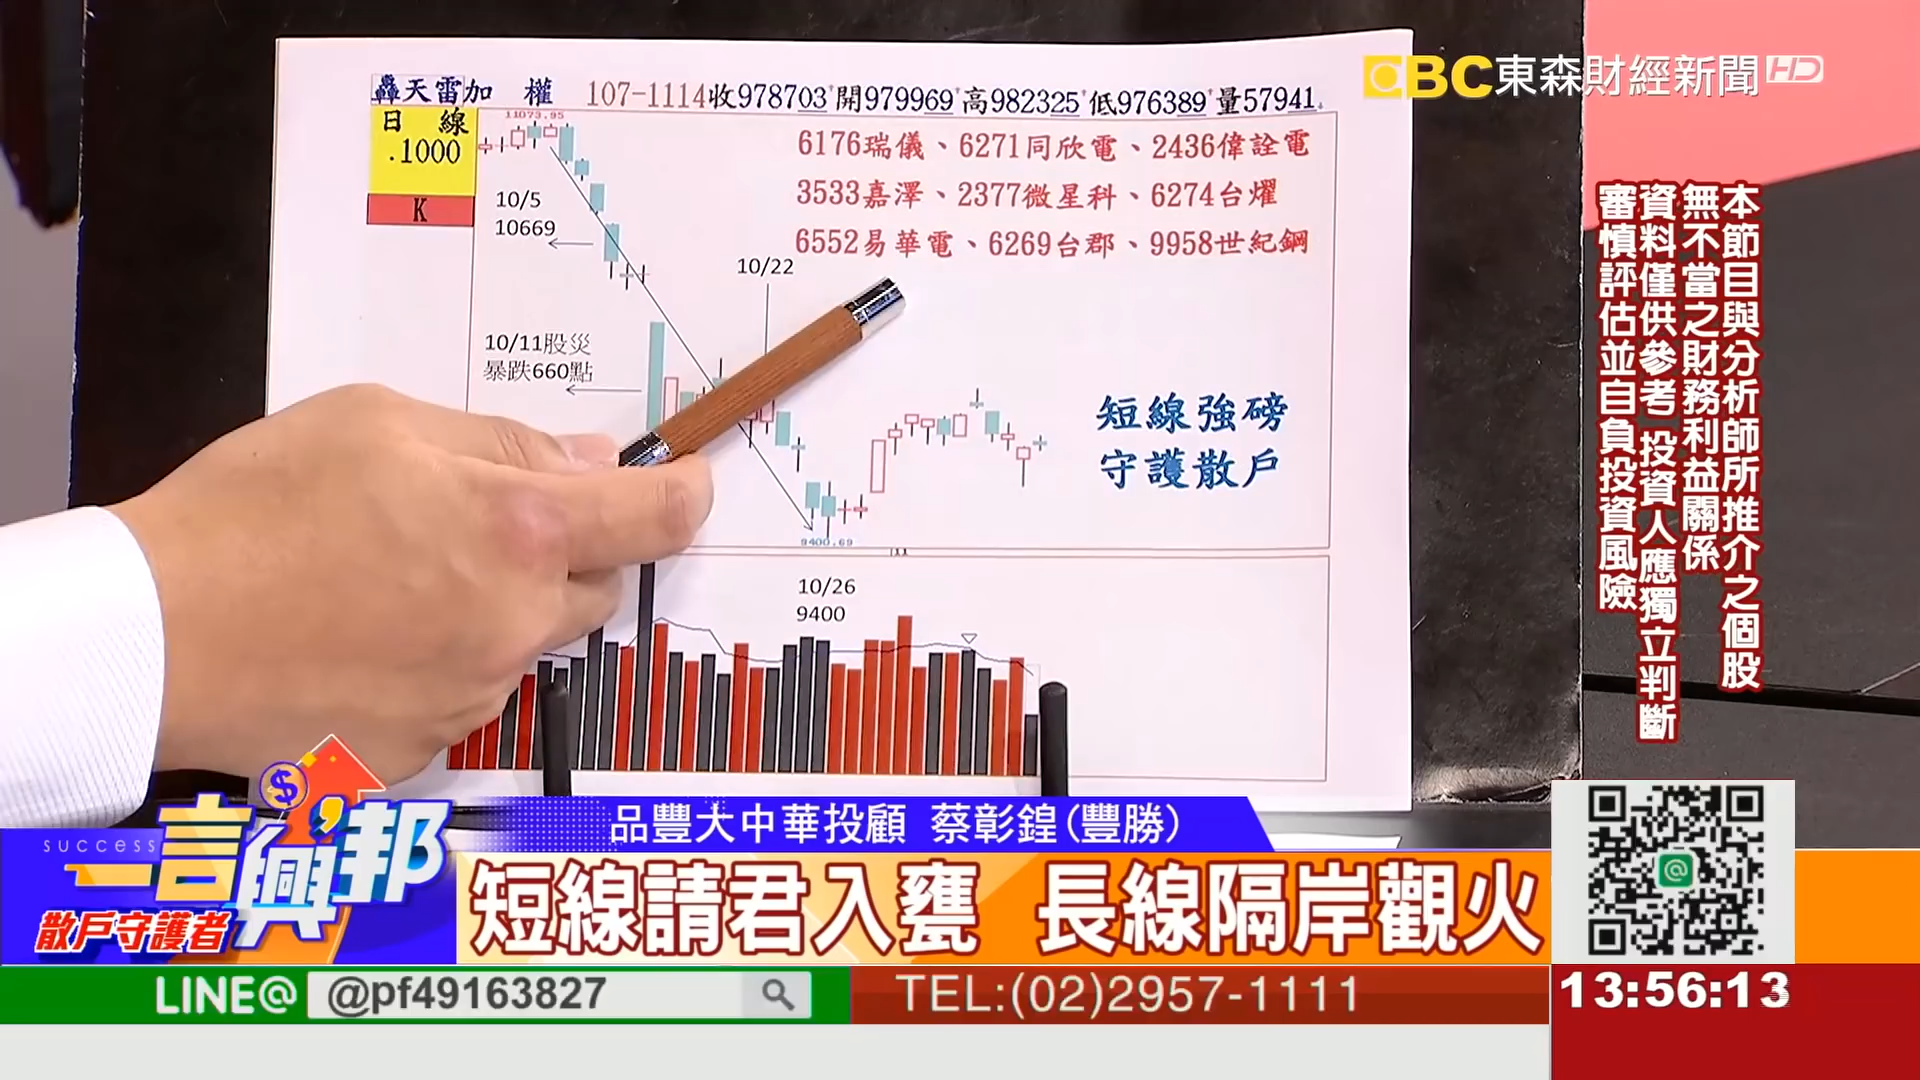 EBC東森財經新聞HD
轟天雷加 權 107-1114收978703開979969高982325低976389量57941
日 線
.1000
K
11073.95
6176瑞儀、6271同欣電、2436偉詮電
3533嘉澤、2377微星科、6274台燿
6552易華電、6269台郡、9958世紀鋼
10/5
10669
10/22
10/11股災
暴跌660點
短線強磅
守護散戶
9400.69
11
10/26
9400
本節目與分析師所推介之個股
無不當之財務利益關係
資料僅供參考 投資人應獨立判斷
審慎評估並自負投資風險
$
success
一言興邦
散戶守護者
品豐大中華投顧 蔡彰鍠(豐勝)
短線請君入甕 長線隔岸觀火
LINE@ @pf49163827
TEL:(02)2957-1111
@
13:56:13